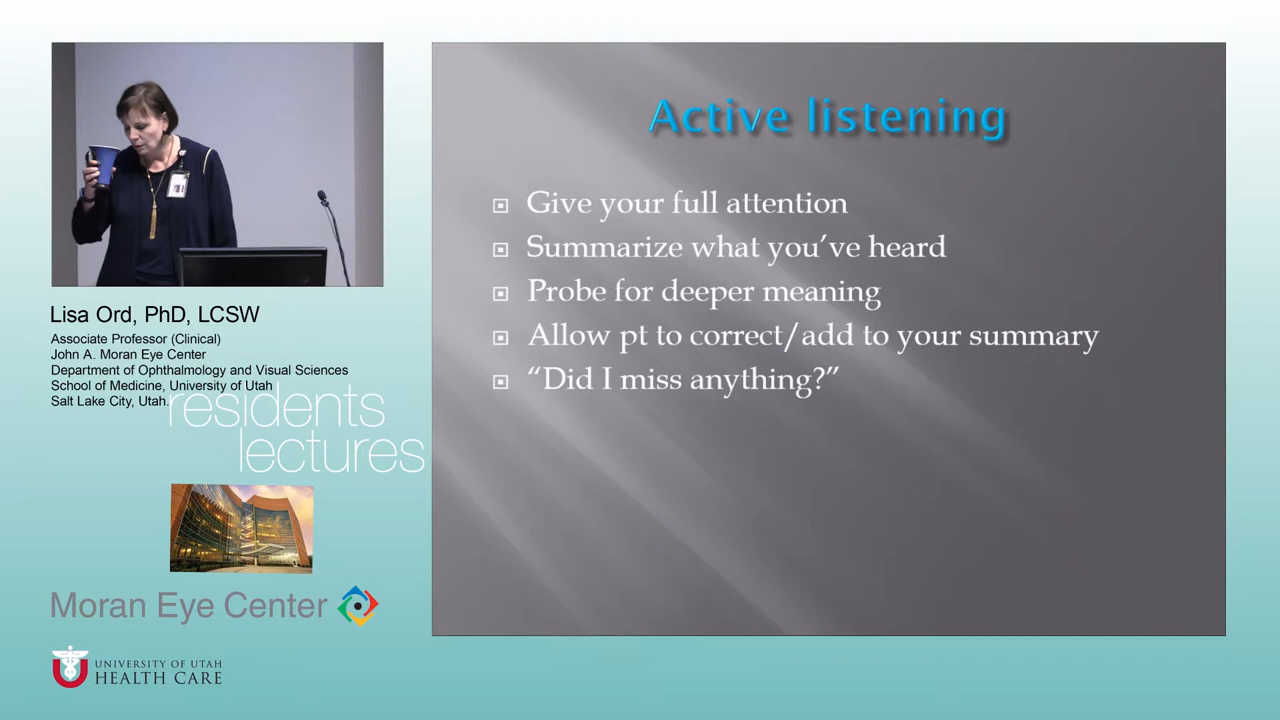 Active listening
Give your full attention
Summarize what you’ve heard
Probe for deeper meaning
Allow pt to correct/add to your summary
“Did I miss anything?”
Lisa Ord, PhD, LCSW
Associate Professor (Clinical)
John A. Moran Eye Center
Department of Ophthalmology and Visual Sciences
School of Medicine, University of Utah
Salt Lake City, Utah.
residents
lectures
Moran Eye Center
UNIVERSITY OF UTAH
HEALTH CARE